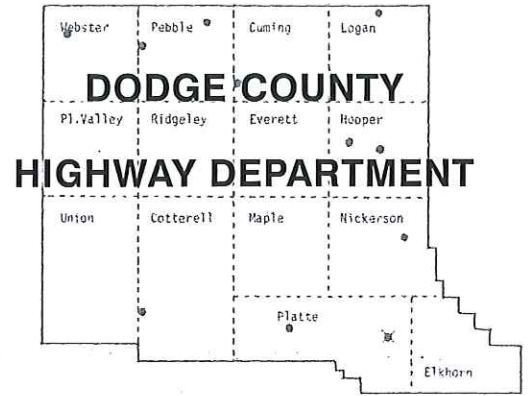 Webster Pebble Cuming Logan
DODGE COUNTY
Pl.Valley Ridgeley Everett Hooper
HIGHWAY DEPARTMENT
Union Cotterell Maple Nickerson
Platte
Elkhorn